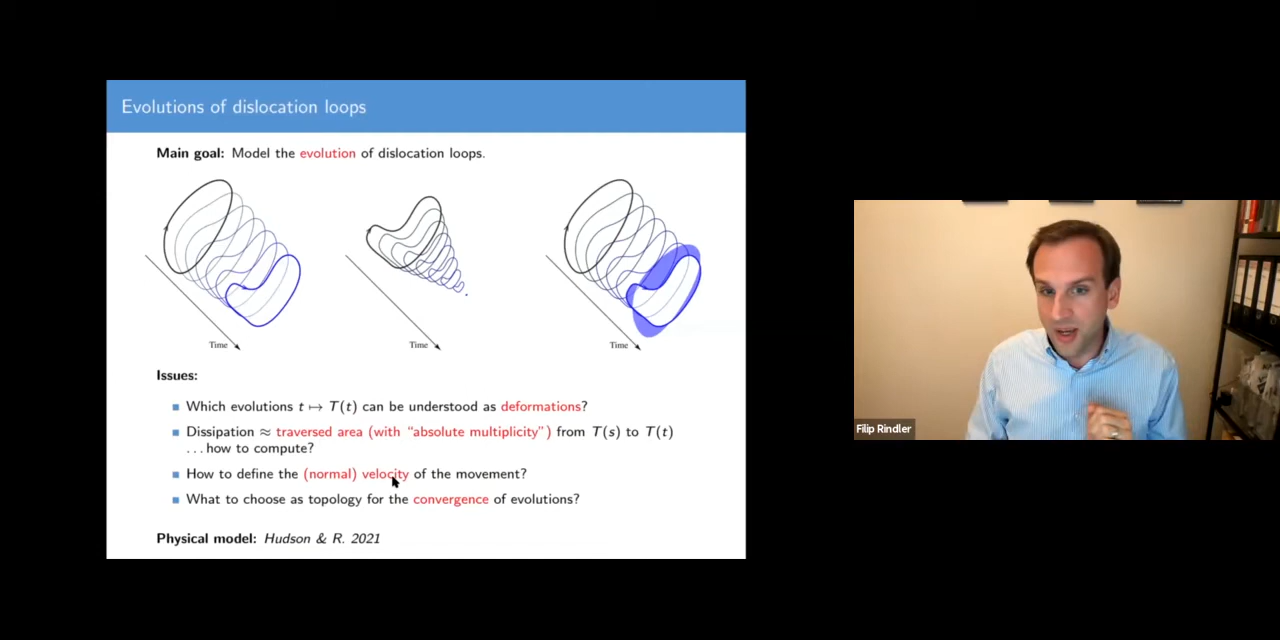 Evolutions of dislocation loops
Main goal: Model the evolution of dislocation loops.
Time
Time
Time
Issues:
Which evolutions t ↦ T(t) can be understood as deformations?
Dissipation ≈ traversed area (with “absolute multiplicity”) from T(s) to T(t)
...how to compute?
How to define the (normal) velocity of the movement?
What to choose as topology for the convergence of evolutions?
Physical model: Hudson & R. 2021
Filip Rindler